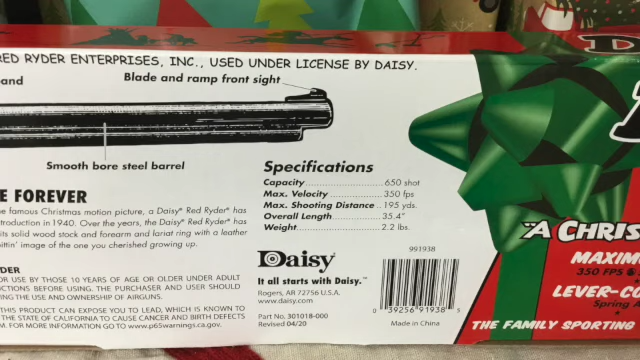 RED RYDER ENTERPRISES, INC., USED UNDER LICENSE BY DAISY.
and
Blade and ramp front sight
Smooth bore steel barrel
E FOREVER
e famous Christmas motion picture, a Daisy® Red Ryder® has
troduction in 1940. Over the years, the Daisy® Red Ryder® has
its solid wood stock and forearm and lariat ring with a leather
ittin' image of the one you cherished growing up.
DER
OR USE BY THOSE 10 YEARS OF AGE OR OLDER UNDER ADULT
CTIONS BEFORE USING. THE PURCHASER AND USER SHOULD
ING THE USE AND OWNERSHIP OF AIRGUNS.
THIS PRODUCT CAN EXPOSE YOU TO LEAD, WHICH IS KNOWN TO
THE STATE OF CALIFORNIA TO CAUSE CANCER AND BIRTH DEFECTS
M. FOR MORE INFORMATION GO TO www.p65warnings.ca.gov.
Specifications
Capacity 650 shot
Max. Velocity 350 fps
Max. Shooting Distance 195 yds.
Overall Length 35.4"
Weight 2.2 lbs.
Daisy®
It all starts with Daisy.™
Rogers, AR 72756 U.S.A.
www.daisy.com
Part No. 301018-000
Revised 04/20
991938
0 39256 91938 5
Made in China
"A CHRIS
MAXIM
350 FPS &
LEVER-CO
Spring A
THE FAMILY SPORTING